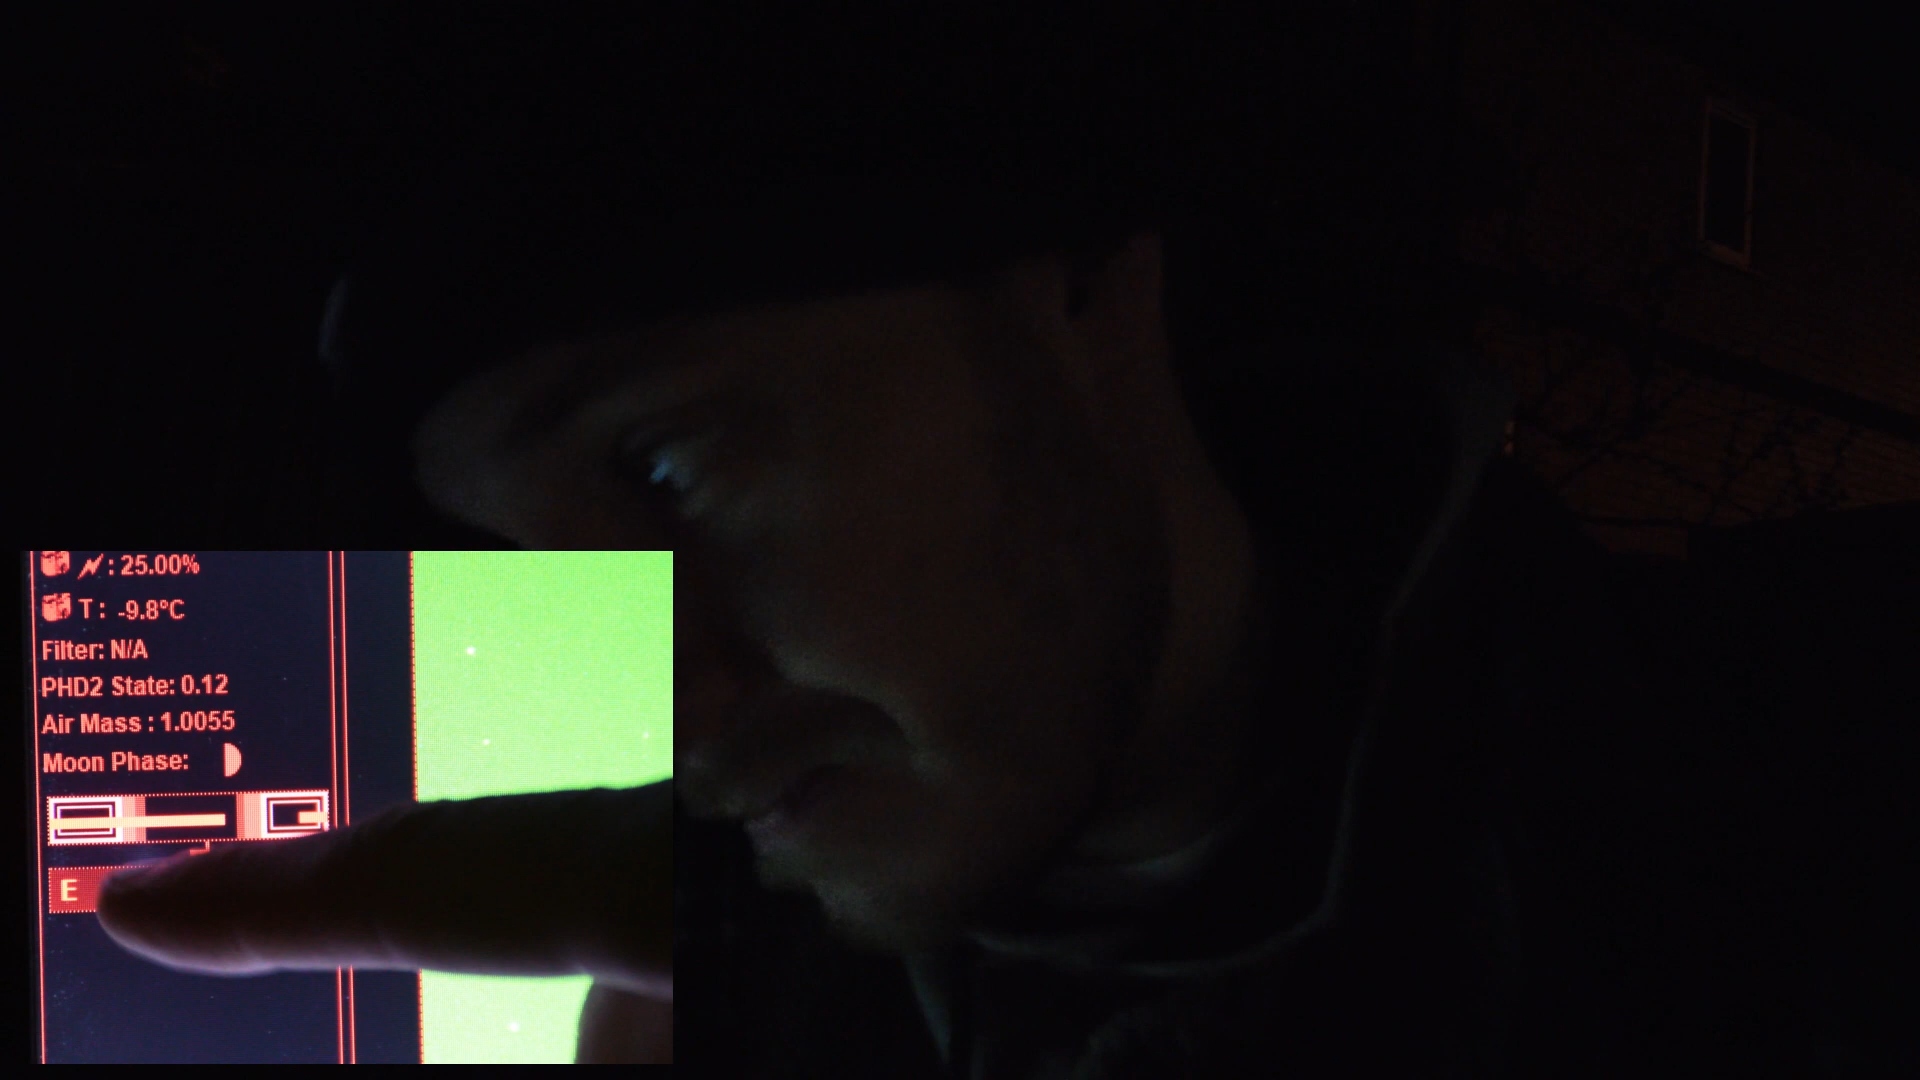 : 25.00%
T : -9.8°C
Filter: N/A
PHD2 State: 0.12
Air Mass : 1.0055
Moon Phase:
E